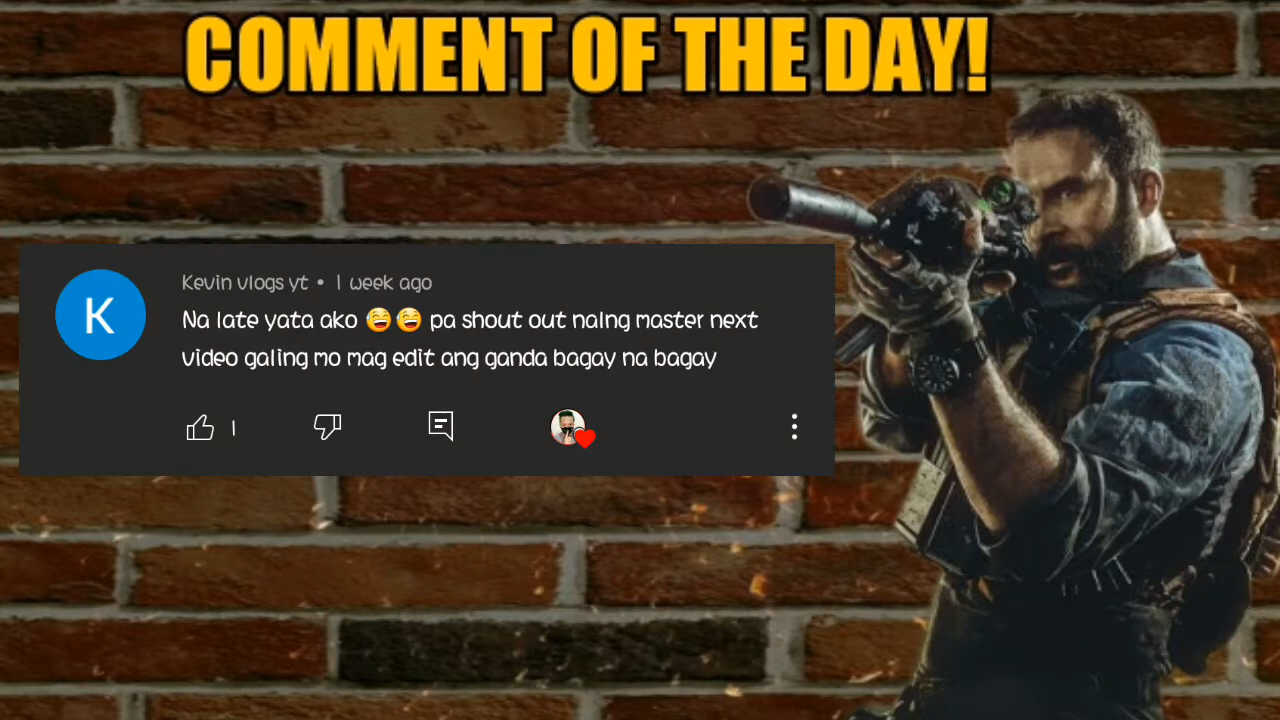 COMMENT OF THE DAY!
K
Kevin vlogs yt • 1 week ago
Na late yata ako 😅😅 pa shout out nalng master next
video galing mo mag edit ang ganda bagay na bagay
1